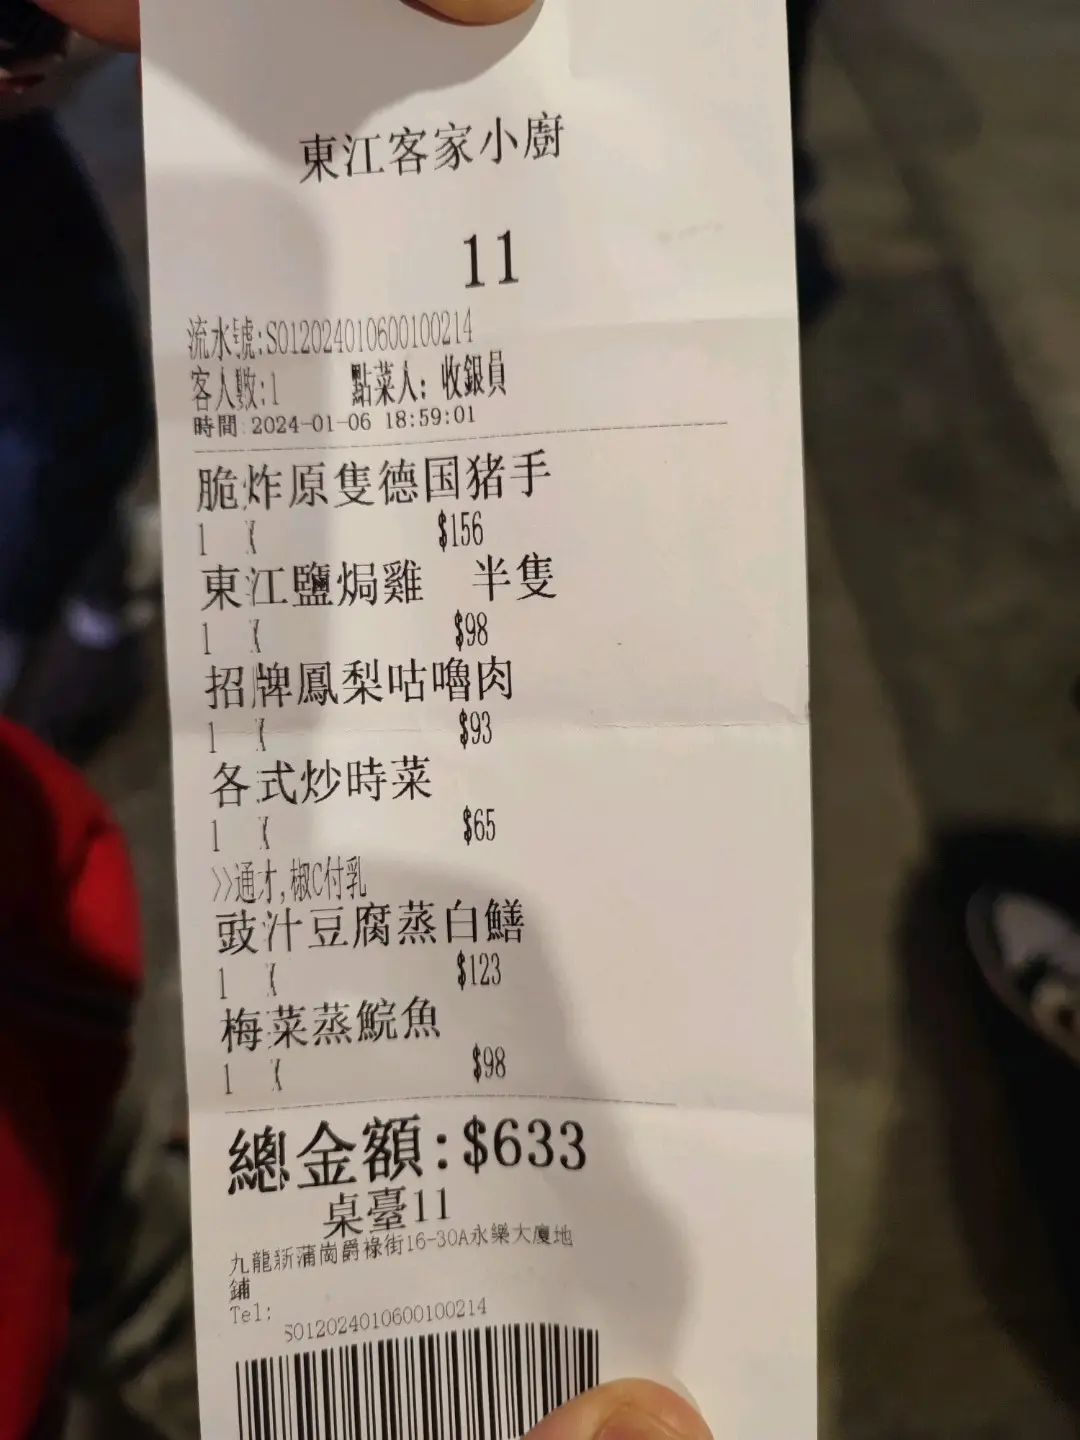 東江客家小廚
11
流水號:S012024010600100214
客人數:1 點菜人: 收銀員
時間:2024-01-06 18:59:01
脆炸原隻德国猪手
1 X $156
東江鹽焗雞 半隻
1 X $98
招牌鳳梨咕嚕肉
1 X $93
各式炒時菜
1 X $65
>>通才,椒C付乳
豉汁豆腐蒸白鱔
1 X $123
梅菜蒸鯇魚
1 X $98
總金額:$633
桌臺11
九龍新蒲崗爵祿街16-30A永樂大廈地
鋪
Tel:
S012024010600100214